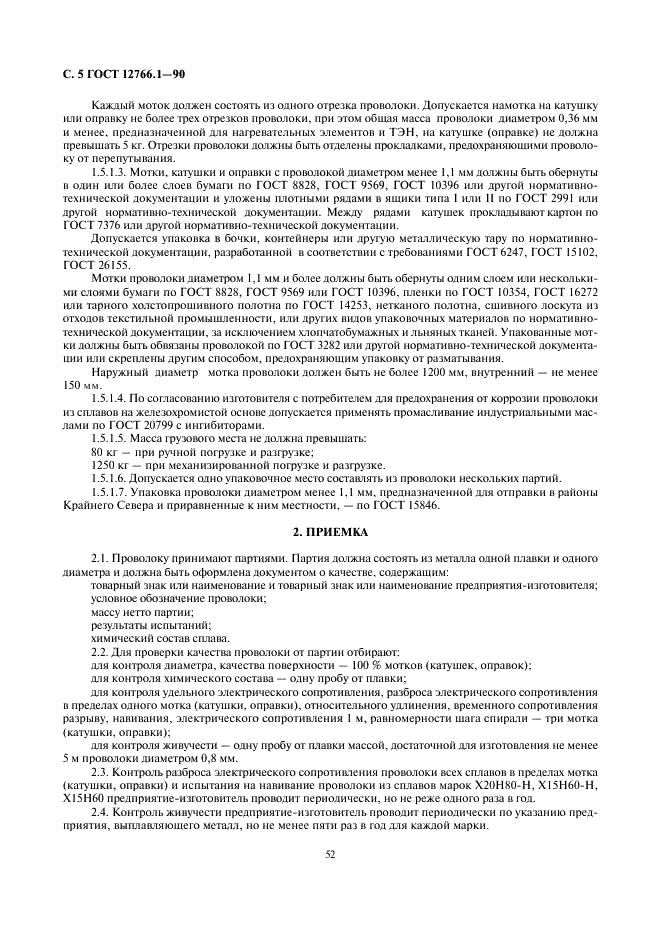 С. 5 ГОСТ 12766.1—90
Каждый моток должен состоять из одного отрезка проволоки. Допускается намотка на катушку
или оправку не более трех отрезков проволоки, при этом общая масса проволоки диаметром 0,36 мм
и менее, предназначенной для нагревательных элементов и ТЭН, на катушке (оправке) не должна
превышать 5 кг. Отрезки проволоки должны быть отделены прокладками, предохраняющими проволо-
ку от перепутывания.
1.5.1.3. Мотки, катушки и оправки с проволокой диаметром менее 1,1 мм должны быть обернуты
в один или более слоев бумаги по ГОСТ 8828, ГОСТ 9569, ГОСТ 10396 или другой нормативно-
технической документации и уложены плотными рядами в ящики типа I или II по ГОСТ 2991 или
другой нормативно-технической документации. Между рядами катушек прокладывают картон по
ГОСТ 7376 или другой нормативно-технической документации.
Допускается упаковка в бочки, контейнеры или другую металлическую тару по нормативно-
технической документации, разработанной в соответствии с требованиями ГОСТ 6247, ГОСТ 15102,
ГОСТ 26155.
Мотки проволоки диаметром 1,1 мм и более должны быть обернуты одним слоем или нескольки-
ми слоями бумаги по ГОСТ 8828, ГОСТ 9569 или ГОСТ 10396, пленки по ГОСТ 10354, ГОСТ 16272
или тарного холстопрошивного полотна по ГОСТ 14253, нетканого полотна, сшивного лоскута из
отходов текстильной промышленности, или других видов упаковочных материалов по нормативно-
технической документации, за исключением хлопчатобумажных и льняных тканей. Упакованные мот-
ки должны быть обвязаны проволокой по ГОСТ 3282 или другой нормативно-технической документа-
ции или скреплены другим способом, предохраняющим упаковку от разматывания.
Наружный диаметр мотка проволоки должен быть не более 1200 мм, внутренний — не менее
150 мм.
1.5.1.4. По согласованию изготовителя с потребителем для предохранения от коррозии проволоки
из сплавов на железохромистой основе допускается применять промасливание индустриальными мас-
лами по ГОСТ 20799 с ингибиторами.
1.5.1.5. Масса грузового места не должна превышать:
80 кг — при ручной погрузке и разгрузке;
1250 кг — при механизированной погрузке и разгрузке.
1.5.1.6. Допускается одно упаковочное место составлять из проволоки нескольких партий.
1.5.1.7. Упаковка проволоки диаметром менее 1,1 мм, предназначенной для отправки в районы
Крайнего Севера и приравненные к ним местности, — по ГОСТ 15846.
2. ПРИЕМКА
2.1. Проволоку принимают партиями. Партия должна состоять из металла одной плавки и одного
диаметра и должна быть оформлена документом о качестве, содержащим:
товарный знак или наименование и товарный знак или наименование предприятия-изготовителя;
условное обозначение проволоки;
массу нетто партии;
результаты испытаний;
химический состав сплава.
2.2. Для проверки качества проволоки от партии отбирают:
для контроля диаметра, качества поверхности — 100 % мотков (катушек, оправок);
для контроля химического состава — одну пробу от плавки;
для контроля удельного электрического сопротивления, разброса электрического сопротивления
в пределах одного мотка (катушки, оправки), относительного удлинения, временного сопротивления
разрыву, навивания, электрического сопротивления 1 м, равномерности шага спирали — три мотка
(катушки, оправки);
для контроля живучести — одну пробу от плавки массой, достаточной для изготовления не менее
5 м проволоки диаметром 0,8 мм.
2.3. Контроль разброса электрического сопротивления проволоки всех сплавов в пределах мотка
(катушки, оправки) и испытания на навивание проволоки из сплавов марок Х20Н80-Н, Х15Н60-Н,
Х15Н60 предприятие-изготовитель проводит периодически, но не реже одного раза в год.
2.4. Контроль живучести предприятие-изготовитель проводит периодически по указанию пред-
приятия, выплавляющего металл, но не менее пяти раз в год для каждой марки.
52